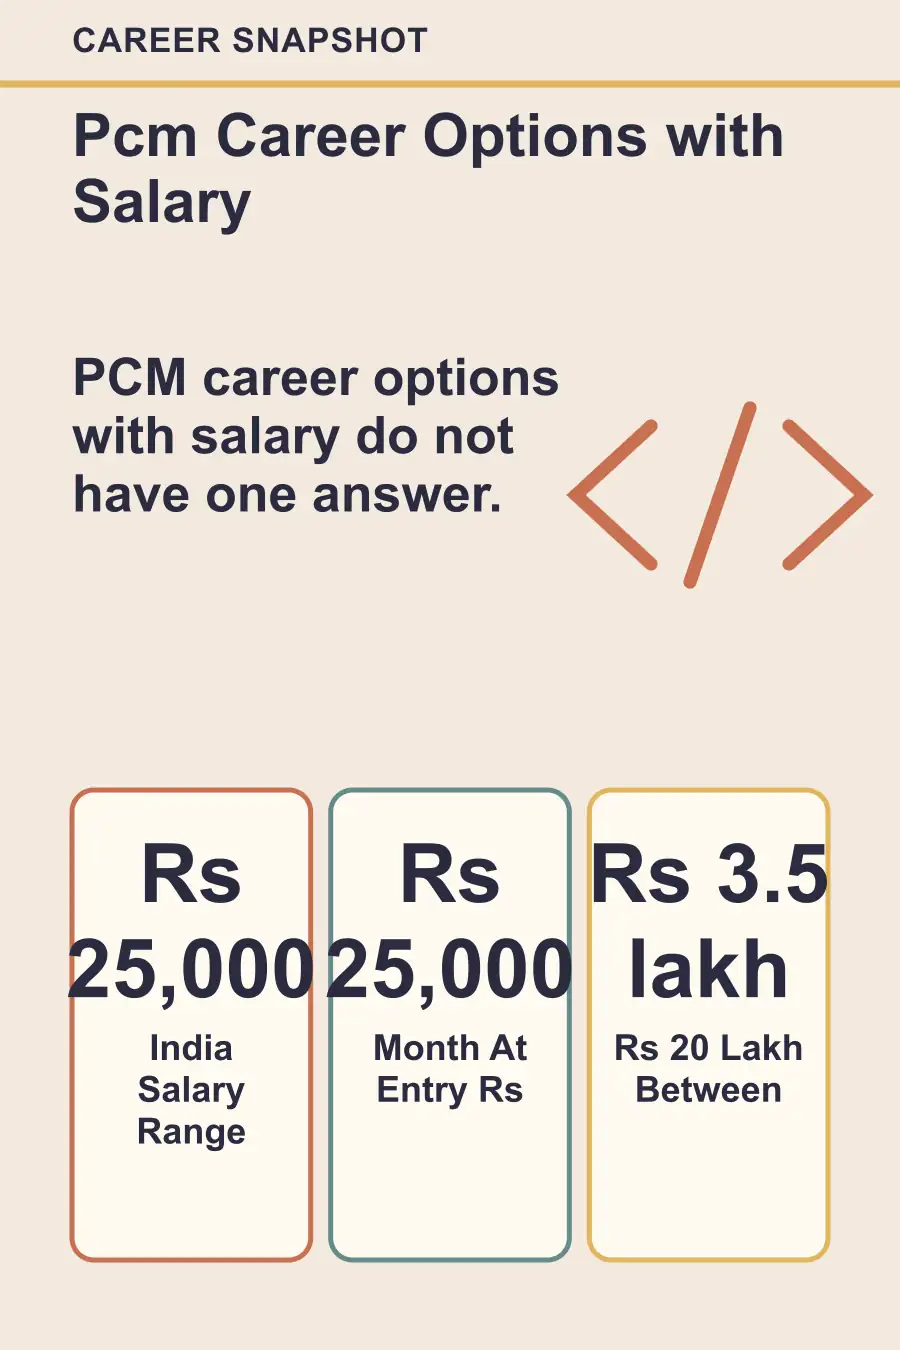 CAREER SNAPSHOT
Pcm Career Options with
Salary
PCM career options
with salary do not
have one answer.
</>
Rs
25,000
India
Salary
Range
Rs
25,000
Month At
Entry Rs
Rs 3.5
lakh
Rs 20 Lakh
Between